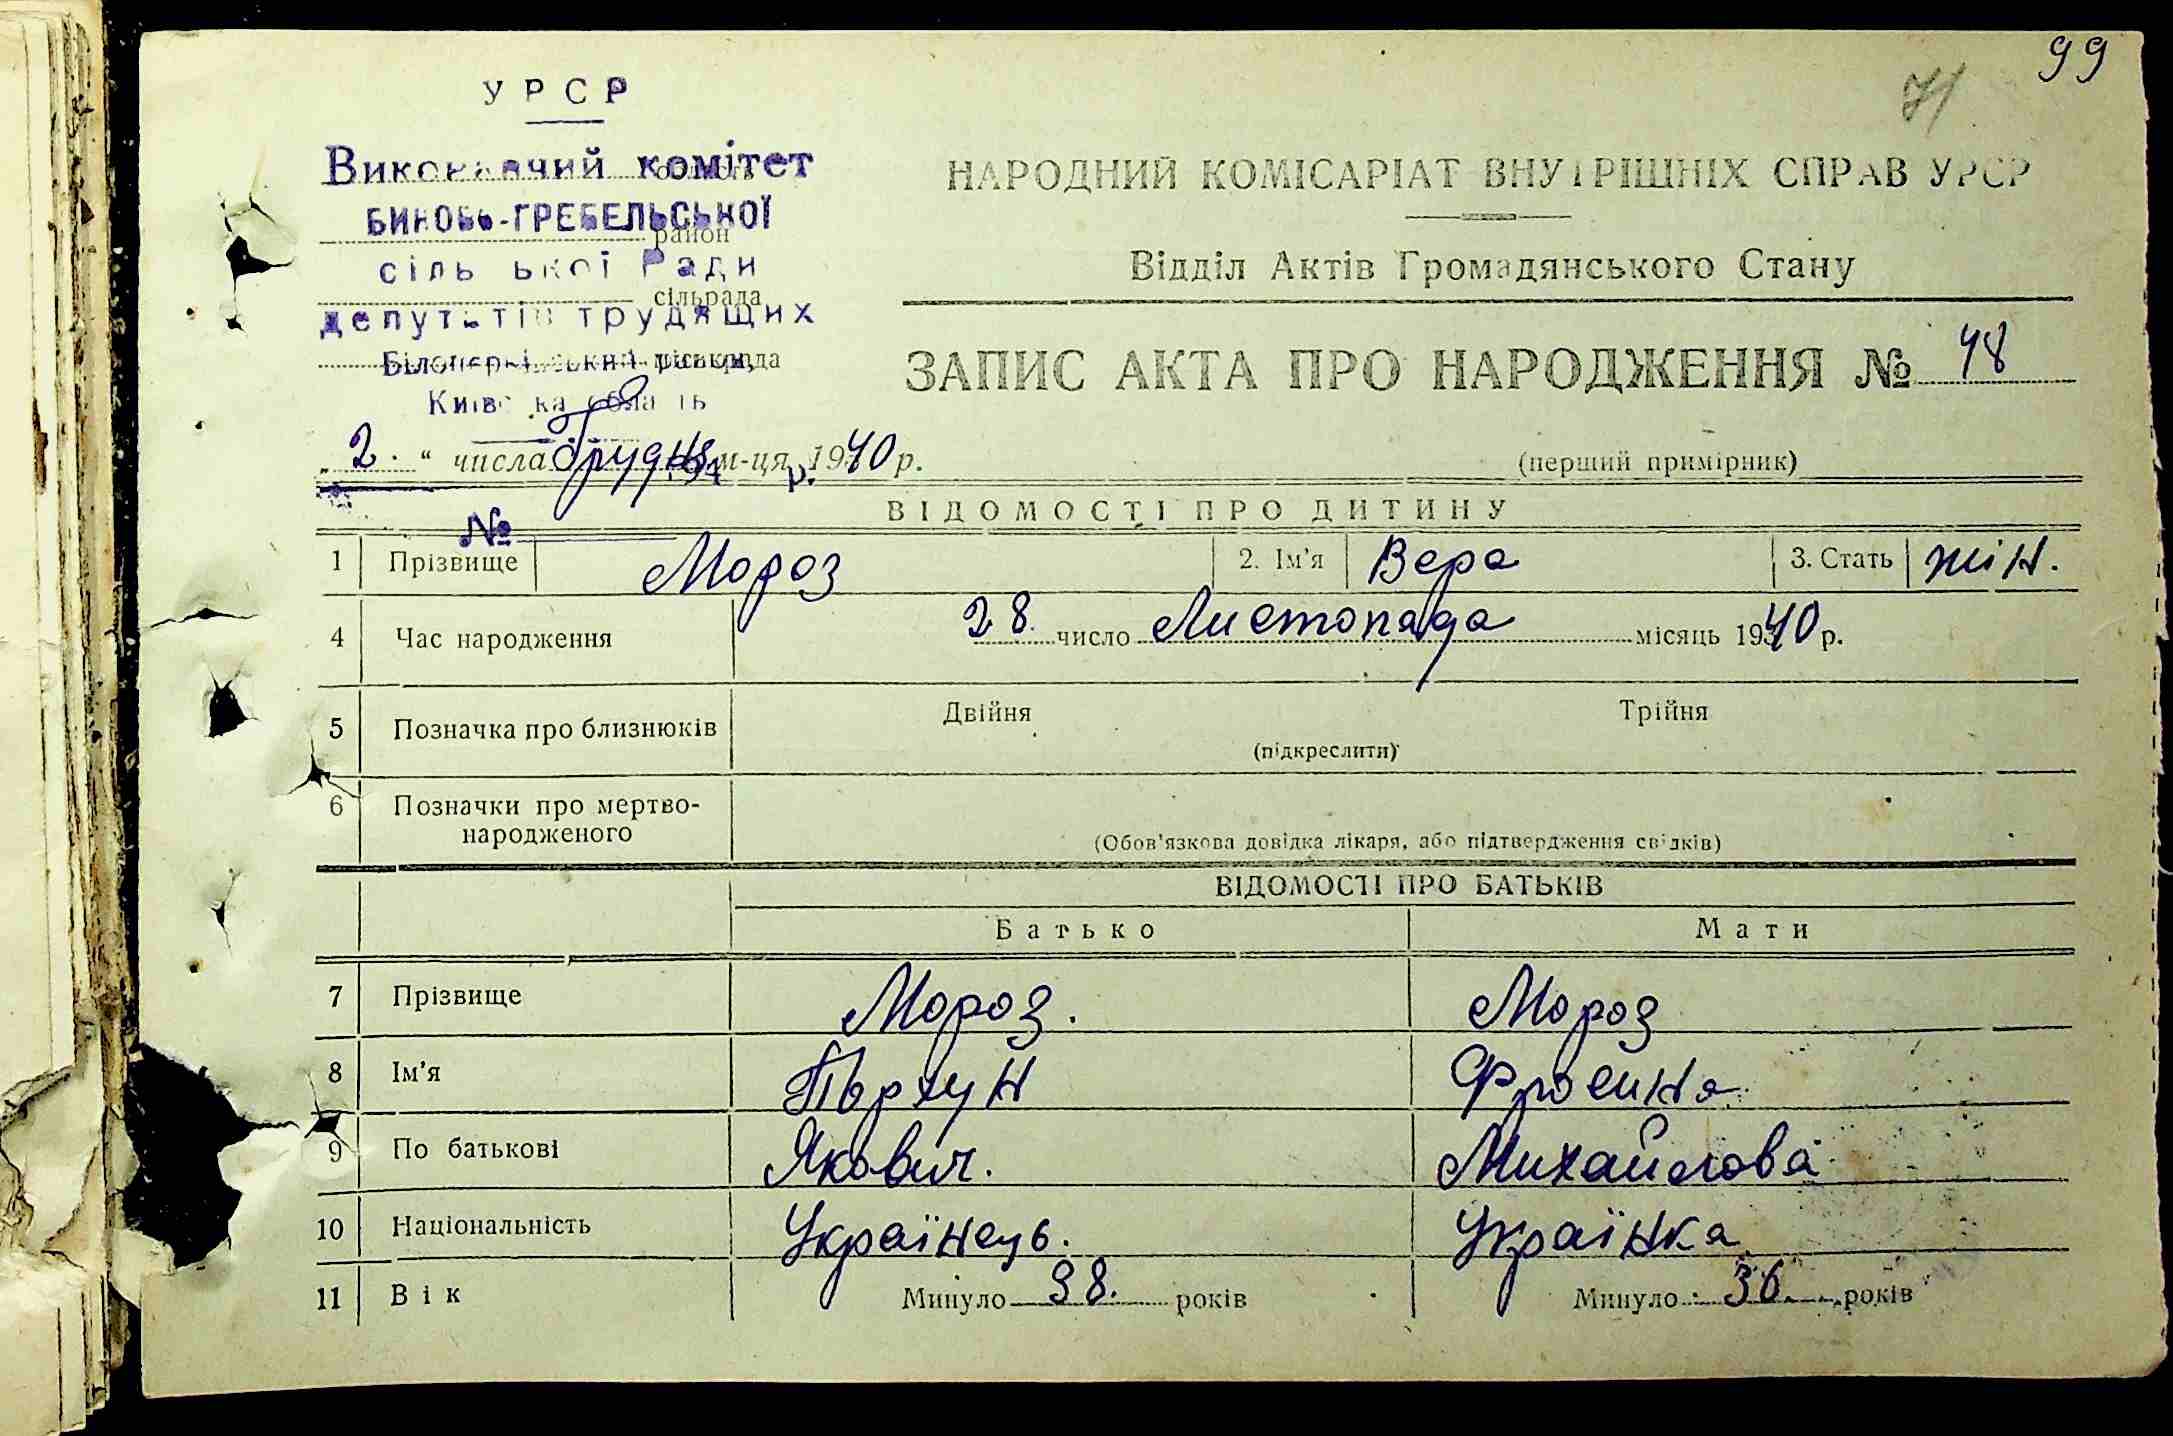 99
71
УРСР
Виконавчий комітет
БИКОВО-ГРЕБЕЛЬСЬКОЇ
район
сільської Ради
сільрада
депутатів трудящих
Білоцерківський район,
Київська область
НАРОДНИЙ КОМІСАРІАТ ВНУТРІШНІХ СПРАВ УРСР
Відділ Актів Громадянського Стану
ЗАПИС АКТА ПРО НАРОДЖЕННЯ № 48
„2.“ числа Грудня м-ця 1940 р.
(перший примірник)
194 р.
№
ВІДОМОСТІ ПРО ДИТИНУ
1 Прізвище Мороз 2. Ім'я Вера 3. Стать жін.
4 Час народження 28 число Листопада місяць 1940 р.
5 Позначка про близнюків Двійня Трійня
(підкреслити)
6 Позначки про мертво-
народженого
(Обов'язкова довідка лікаря, або підтвердження свідків)
ВІДОМОСТІ ПРО БАТЬКІВ
Батько Мати
7 Прізвище Мороз. Мороз
8 Ім'я
9 По батькові Якович. Михайлова
10 Національність Українець. Українка
11 Вік Минуло 38. років Минуло 36 років